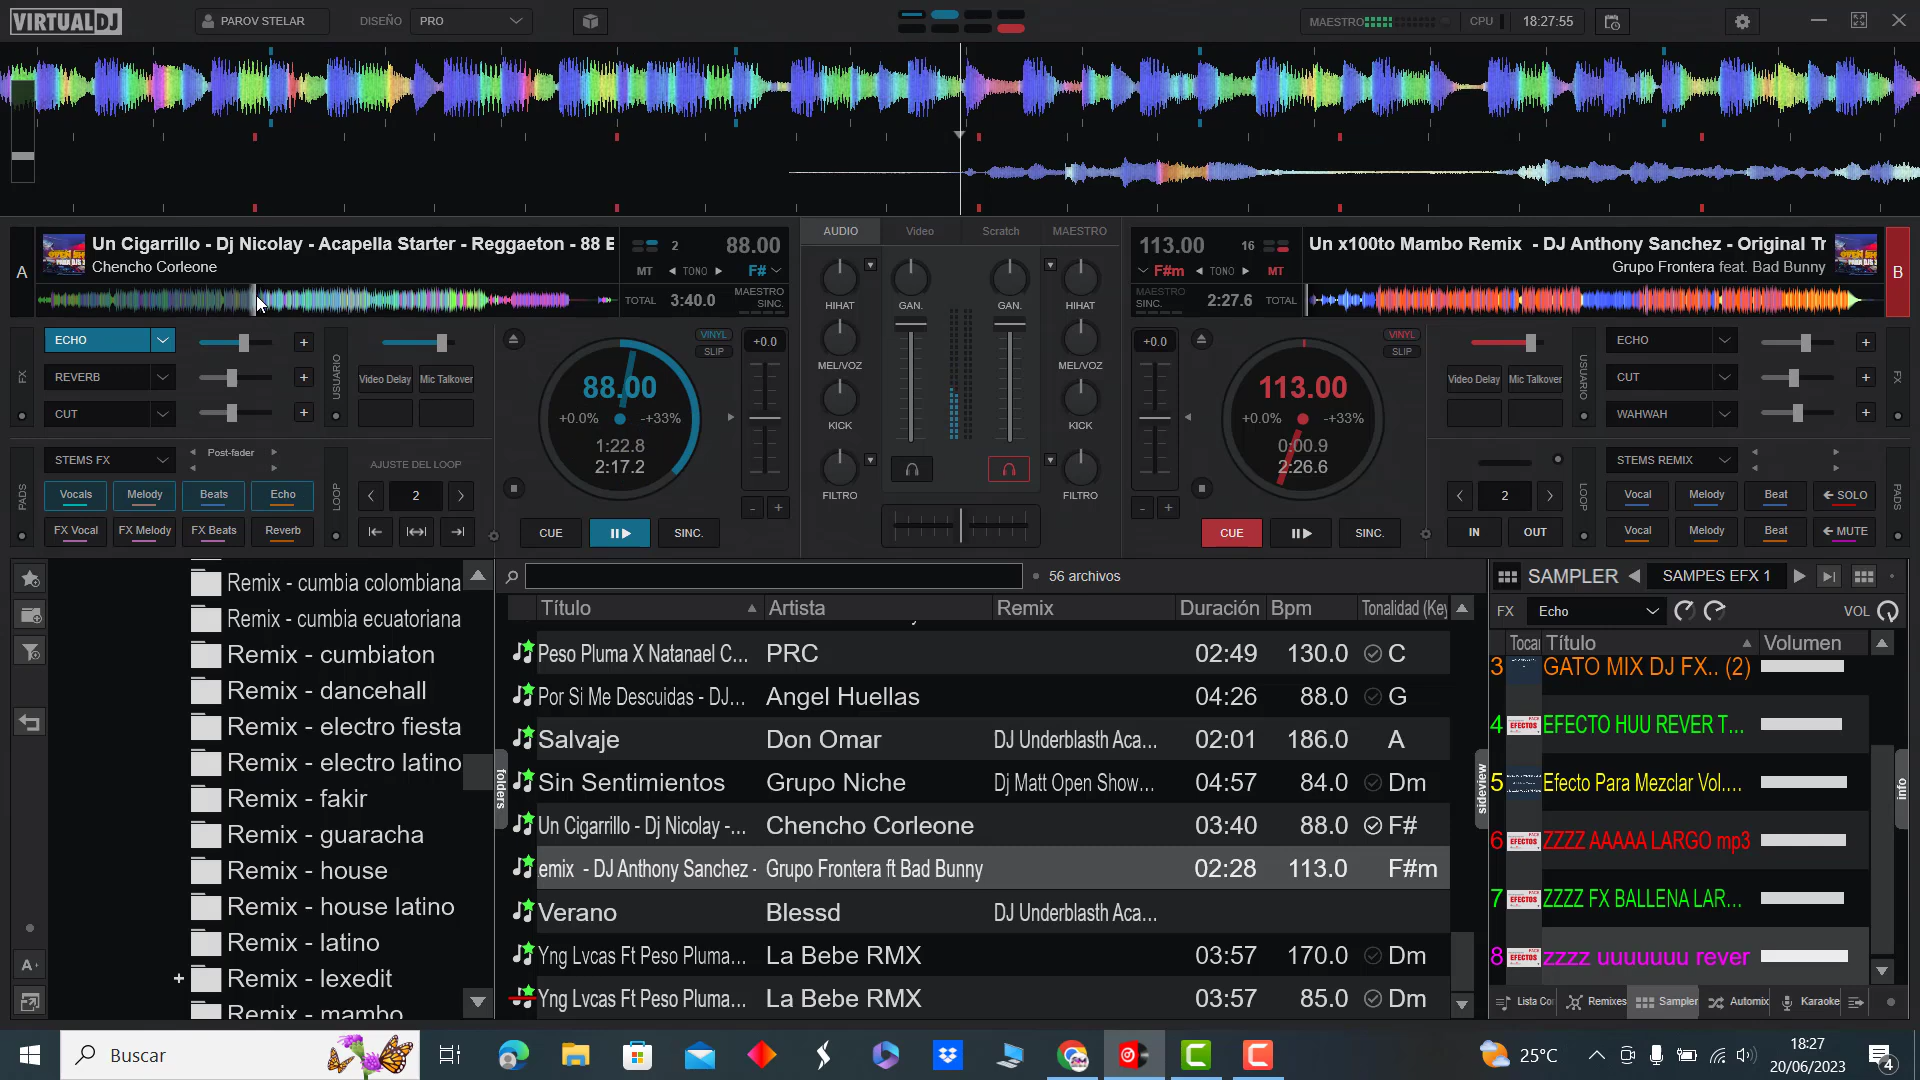 VIRTUALDJ
PAROV STELAR
DISEÑO
PRO
MAESTRO
CPU
18:27:55
A
Un Cigarrillo - Dj Nicolay - Acapella Starter - Reggaeton - 88 E
Chencho Corleone
2
88.00
MT
TONO
F#
TOTAL
3:40.0
MAESTRO
SINC.
AUDIO
Video
Scratch
MAESTRO
113.00
16
F#m
TONO
MT
MAESTRO
SINC.
2:27.6
TOTAL
Un x100to Mambo Remix - DJ Anthony Sanchez - Original Tr
Grupo Frontera feat. Bad Bunny
B
HIHAT
GAN.
GAN.
HIHAT
MEL/VOZ
MEL/VOZ
KICK
KICK
FILTRO
FILTRO
FX
ECHO
REVERB
CUT
USUARIO
Video Delay
Mic Talkover
VINYL
SLIP
+0.0
88.00
+0.0%
-+33%
1:22.8
2:17.2
PADS
STEMS FX
Post-fader
Vocals
Melody
Beats
Echo
FX Vocal
FX Melody
FX Beats
Reverb
LOOP
AJUSTE DEL LOOP
2
CUE
SINC.
+0.0
VINYL
SLIP
113.00
+0.0%
-+33%
0:00.9
2:26.6
CUE
SINC.
Video Delay
Mic Talkover
USUARIO
ECHO
CUT
WAHWAH
FX
2
IN
OUT
LOOP
STEMS REMIX
Vocal
Melody
Beat
SOLO
Vocal
Melody
Beat
MUTE
PADS
Remix - cumbia colombiana
Remix - cumbia ecuatoriana
Remix - cumbiaton
Remix - dancehall
Remix - electro fiesta
Remix - electro latino
Remix - fakir
Remix - guaracha
Remix - house
Remix - house latino
Remix - latino
Remix - lexedit
Remix - mambo
folders
56 archivos
Título
Artista
Remix
Duración
Bpm
Tonalidad (Key
Peso Pluma X Natanael C... PRC 02:49 130.0 C
Por Si Me Descuidas - DJ... Angel Huellas 04:26 88.0 G
Salvaje Don Omar DJ Underblasth Aca... 02:01 186.0 A
Sin Sentimientos Grupo Niche Dj Matt Open Show... 04:57 84.0 Dm
Un Cigarrillo - Dj Nicolay -... Chencho Corleone 03:40 88.0 F#
emix - DJ Anthony Sanchez - Grupo Frontera ft Bad Bunny 02:28 113.0 F#m
Verano Blessd DJ Underblasth Aca...
Yng Lvcas Ft Peso Pluma... La Bebe RMX 03:57 170.0 Dm
Yng Lvcas Ft Peso Pluma... La Bebe RMX 03:57 85.0 Dm
sideview
SAMPLER
SAMPES EFX 1
FX
Echo
VOL
Tocar
Título
Volumen
3 GATO MIX DJ FX.. (2)
4 EFECTOS EFECTO HUU REVER T...
5 Efecto Para Mezclar Vol....
6 EFECTOS ZZZZ AAAAA LARGO mp3
7 EFECTOS ZZZZ FX BALLENA LAR...
8 EFECTOS zzzz uuuuuuu rever
info
Lista Co
Remixes
Sampler
Automix
Karaoke
Buscar
25°C
18:27
20/06/2023
4